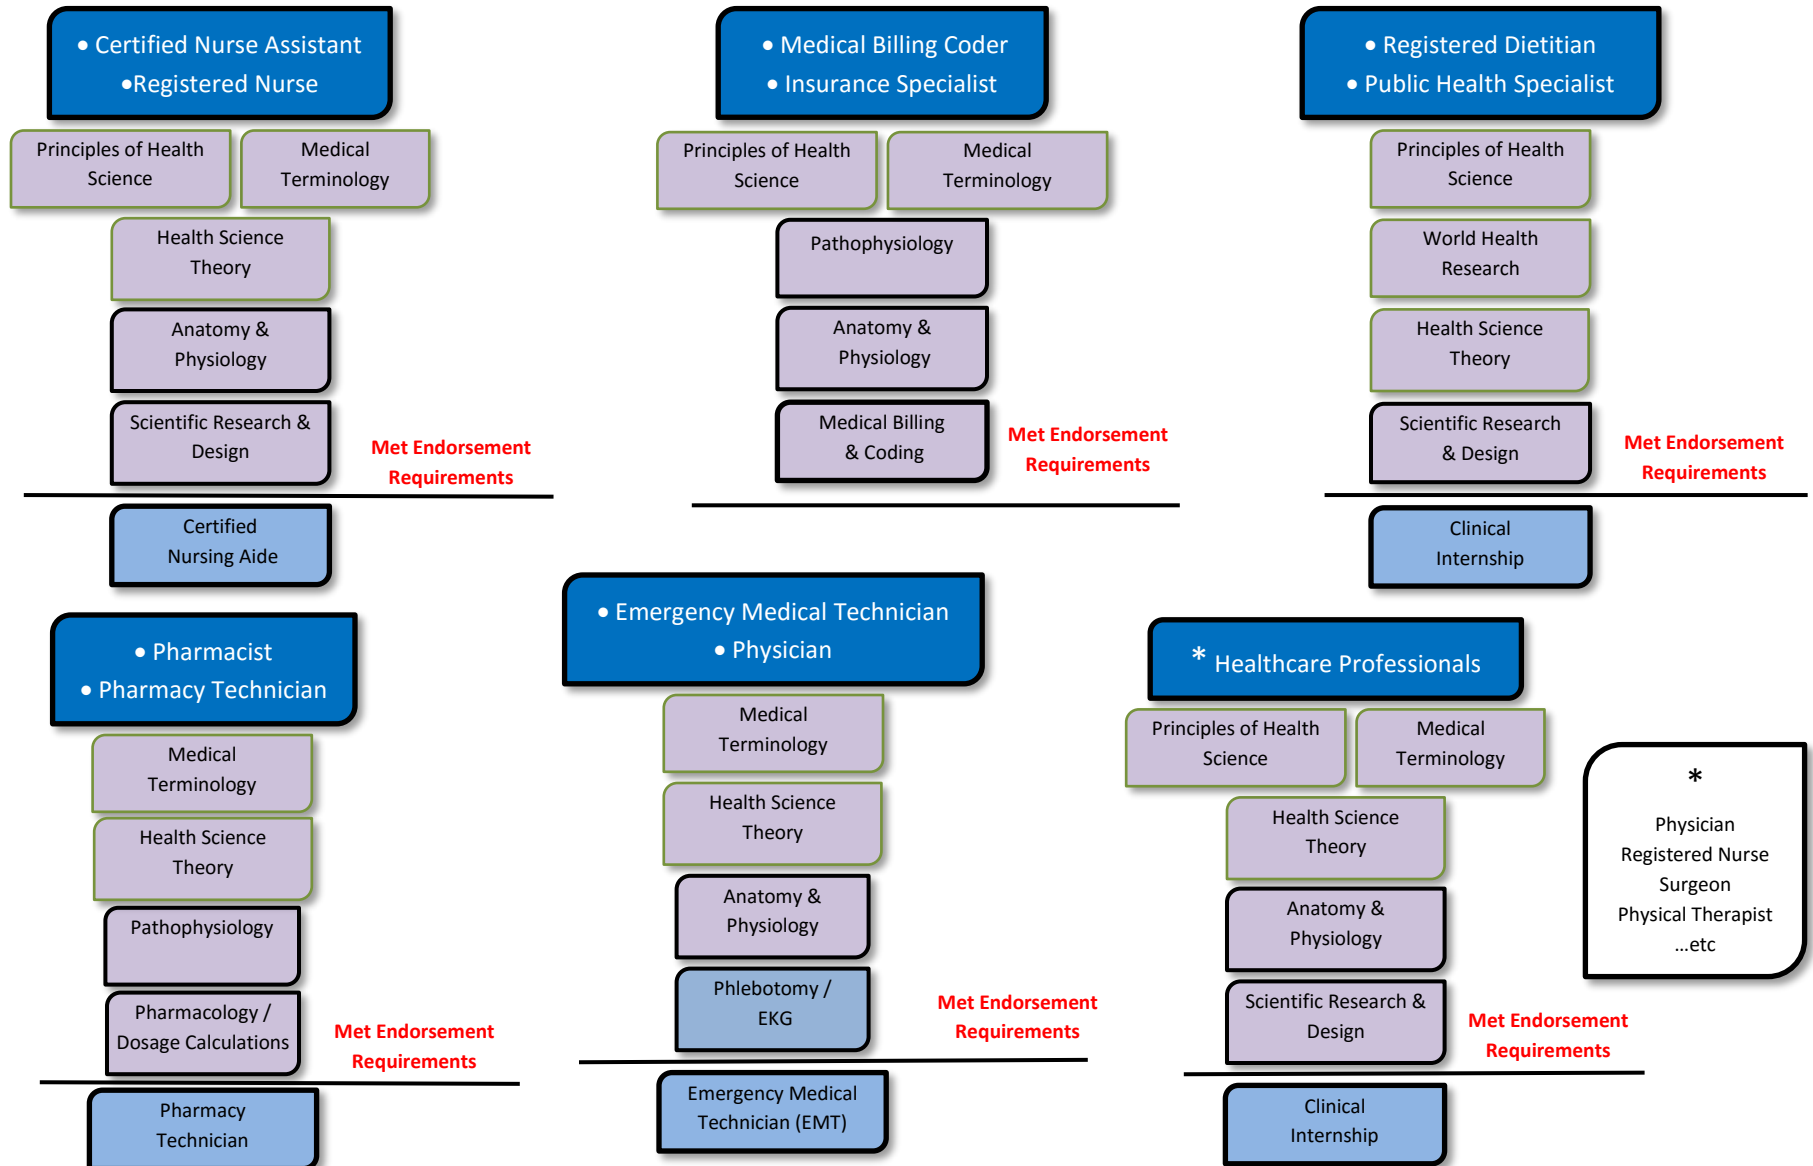 • Certified Nurse Assistant
•Registered Nurse
Principles of Health
Science
Medical
Terminology
Health Science
Theory
Anatomy &
Physiology
Scientific Research &
Design
Met Endorsement
Requirements
Certified
Nursing Aide
• Medical Billing Coder
• Insurance Specialist
Principles of Health
Science
Medical
Terminology
Pathophysiology
Anatomy &
Physiology
Medical Billing
& Coding
Met Endorsement
Requirements
• Registered Dietitian
• Public Health Specialist
Principles of Health
Science
World Health
Research
Health Science
Theory
Scientific Research
& Design
Met Endorsement
Requirements
Clinical
Internship
• Pharmacist
• Pharmacy Technician
Medical
Terminology
Health Science
Theory
Pathophysiology
Pharmacology /
Dosage Calculations
Met Endorsement
Requirements
Pharmacy
Technician
• Emergency Medical Technician
• Physician
Medical
Terminology
Health Science
Theory
Anatomy &
Physiology
Phlebotomy /
EKG
Met Endorsement
Requirements
Emergency Medical
Technician (EMT)
* Healthcare Professionals
Principles of Health
Science
Medical
Terminology
Health Science
Theory
Anatomy &
Physiology
Scientific Research &
Design
Met Endorsement
Requirements
Clinical
Internship
*
Physician
Registered Nurse
Surgeon
Physical Therapist
...etc